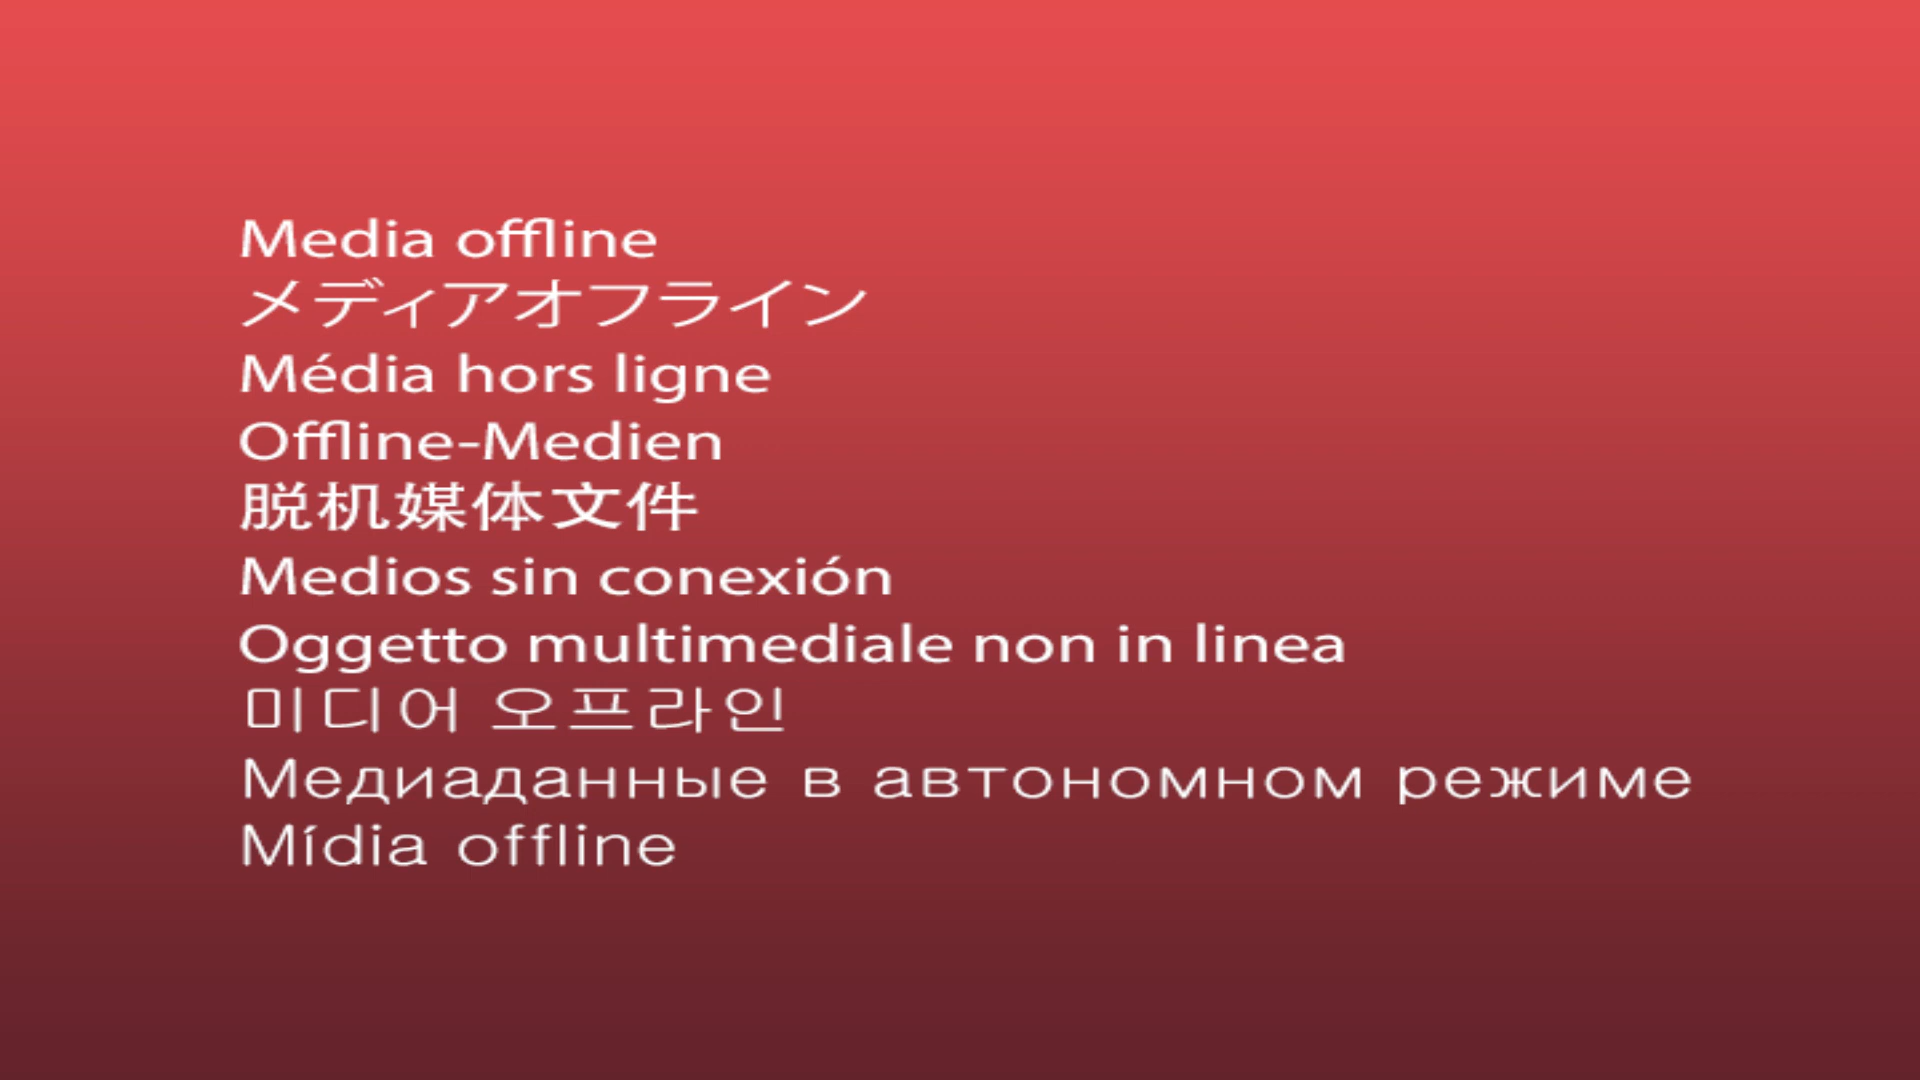 Media offline
メディアオフライン
Média hors ligne
Offline-Medien
脱机媒体文件
Medios sin conexión
Oggetto multimediale non in linea
미디어 오프라인
Медиаданные в автономном режиме
Mídia offline